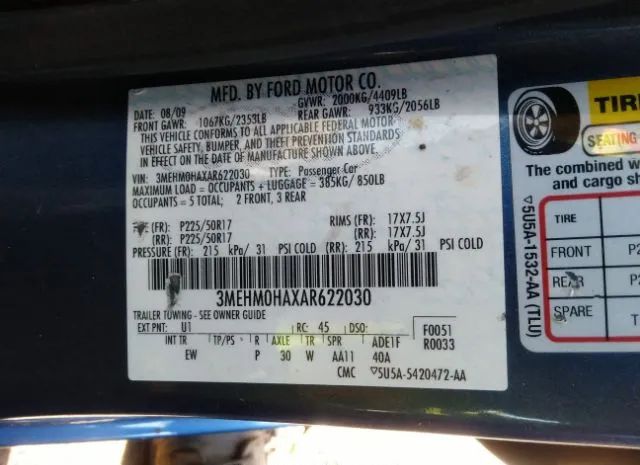 MFD. BY FORD MOTOR CO.
DATE: 08/09 GVWR: 2000KG/4409LB
FRONT GAWR: 1067KG/2353LB REAR GAWR: 933KG/2056LB
THIS VEHICLE CONFORMS TO ALL APPLICABLE FEDERAL MOTOR
VEHICLE SAFETY, BUMPER, AND THEFT PREVENTION STANDARDS
IN EFFECT ON THE DATE OF MANUFACTURE SHOWN ABOVE.
VIN: 3MEHM0HAXAR622030 TYPE: Passenger Car
MAXIMUM LOAD = OCCUPANTS + LUGGAGE = 385KG/ 850LB
OCCUPANTS = 5 TOTAL: 2 FRONT, 3 REAR
(FR): P225/50R17 RIMS (FR): 17X7.5J
(RR): P225/50R17 (RR): 17X7.5J
PRESSURE (FR): 215 kPa/ 31 PSI COLD (RR): 215 kPa/ 31 PSI COLD
3MEHM0HAXAR622030
TRAILER TOWING - SEE OWNER GUIDE
EXT PNT: U1 RC: 45 DSO: F0051
INT TR TP/PS R AXLE TR SPR ADE1F R0033
EW P 30 W AA11 40A
CMC ▽5U5A-5420472-AA
TIRE
SEATING
The combined w
and cargo sh
▽5U5A-1532-AA (TLU)
TIRE
FRONT P2
REAR P2
SPARE T